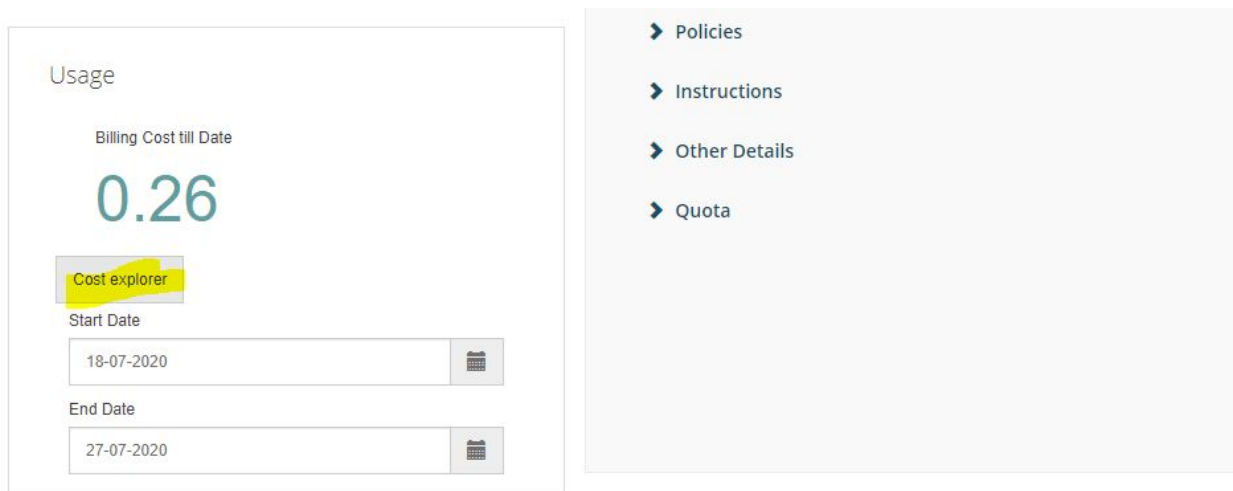 Usage
Billing Cost till Date
0.26
Cost explorer
Start Date
18-07-2020
End Date
27-07-2020
Policies
Instructions
Other Details
Quota